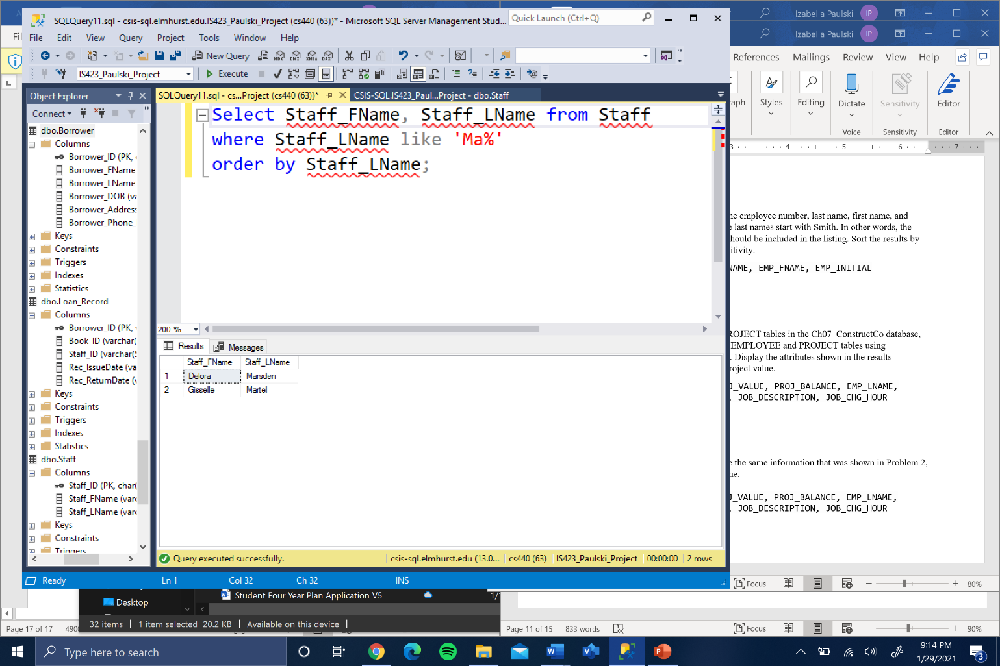 Izabella Paulski IP
SQLQuery11.sql - csis-sql.elmhurst.edu.IS423_Paulski_Project (cs440 (63))* - Microsoft SQL Server Management Stud...
Quick Launch (Ctrl+Q)
Izabella Paulski IP
File Edit View Query Project Tools Window Help
References Mailings Review View Help
New Query
MDX DMX XMLA DAX
IS423_Paulski_Project
Execute
Styles
Editing
Dictate
Sensitivity
Editor
Voice
Sensitivity
Editor
Object Explorer
SQLQuery11.sql - cs...Project (cs440 (63))*
CSIS-SQL.IS423_Paul...Project - dbo.Staff
Connect
dbo.Borrower
Columns
Borrower_ID (PK,
Borrower_FName
Borrower_LName
Borrower_DOB (va
Borrower_Address
Borrower_Phone_
Keys
Constraints
Triggers
Indexes
Statistics
dbo.Loan_Record
Columns
Borrower_ID (PK,
Book_ID (varchar(
Staff_ID (varchar(5
Rec_IssueDate (va
Rec_ReturnDate (v
Keys
Constraints
Triggers
Indexes
Statistics
dbo.Staff
Columns
Staff_ID (PK, char(
Staff_FName (varc
Staff_LName (varc
Keys
Constraints
Triggers
Select Staff_FName, Staff_LName from Staff
where Staff_LName like 'Ma%'
order by Staff_LName;
200 %
Results Messages
Staff_FName Staff_LName
1 Delora Marsden
2 Gisselle Martel
Query executed successfully.
csis-sql.elmhurst.edu (13.0... cs440 (63) IS423_Paulski_Project 00:00:00 2 rows
Ready Ln 1 Col 32 Ch 32 INS
3 4 5 6 7
ne employee number, last name, first name, and
last names start with Smith. In other words, the
hould be included in the listing. Sort the results by
itivity.
NAME, EMP_FNAME, EMP_INITIAL
ROJECT tables in the Ch07_ConstructCo database,
EMPLOYEE and PROJECT tables using
. Display the attributes shown in the results
roject value.
J_VALUE, PROJ_BALANCE, EMP_LNAME,
, JOB_DESCRIPTION, JOB_CHG_HOUR
e the same information that was shown in Problem 2,
ne.
J_VALUE, PROJ_BALANCE, EMP_LNAME,
, JOB_DESCRIPTION, JOB_CHG_HOUR
Focus 80%
Desktop
Student Four Year Plan Application V5
1/
32 items 1 item selected 20.2 KB Available on this device
Page 17 of 17 490
Page 11 of 15 833 words
Focus 90%
Type here to search
9:14 PM
1/29/2021
3